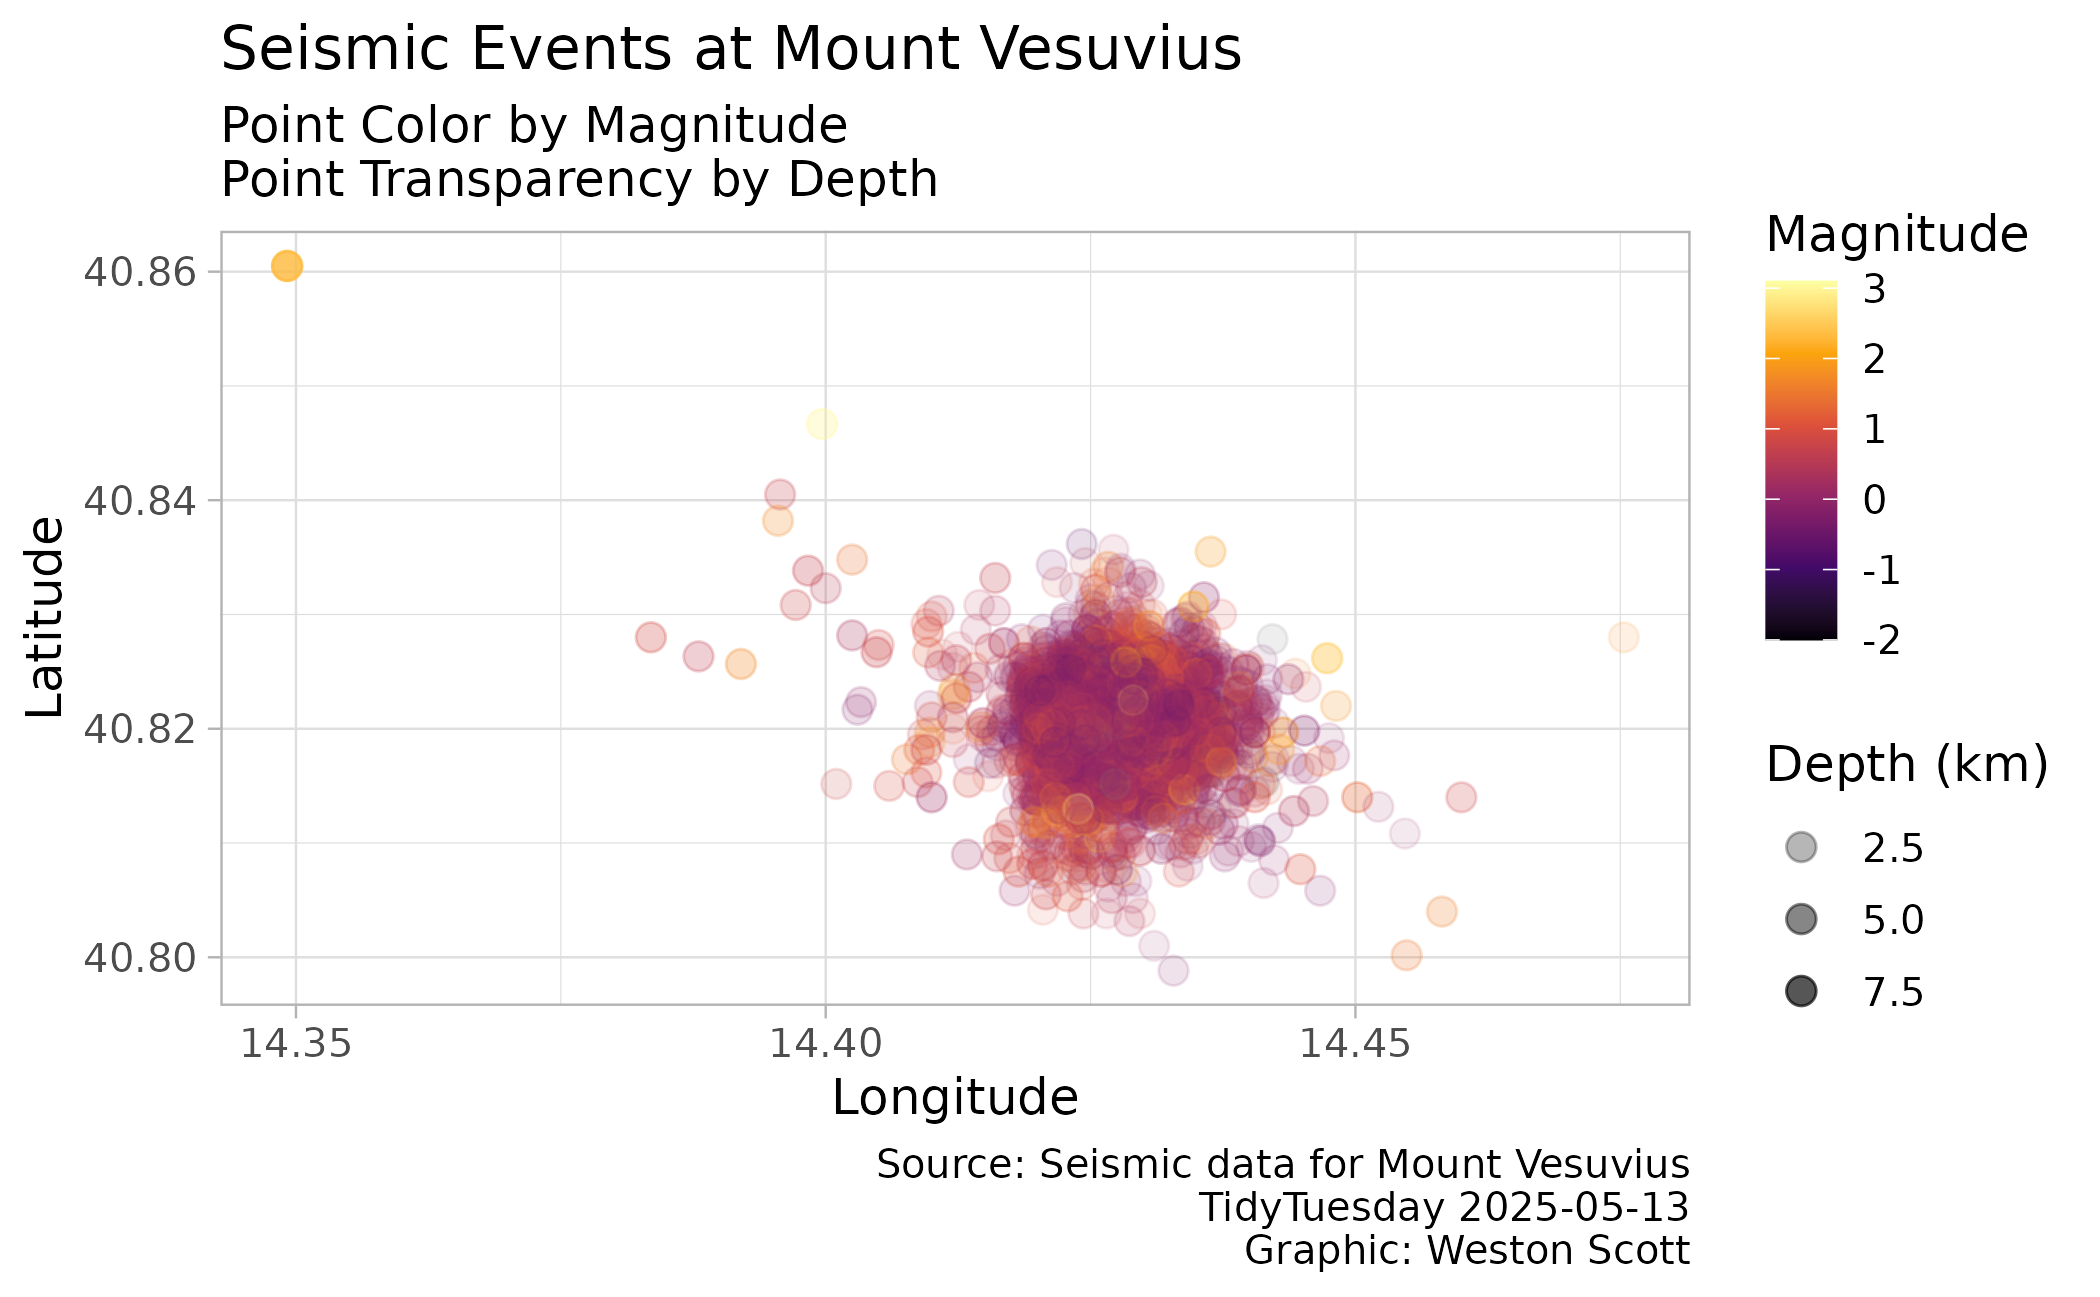 Seismic Events at Mount Vesuvius
Point Color by Magnitude
Point Transparency by Depth
Latitude
40.86
40.84
40.82
40.80
14.35
14.40
14.45
Longitude
Magnitude
3
2
1
0
-1
-2
Depth (km)
2.5
5.0
7.5
Source: Seismic data for Mount Vesuvius
TidyTuesday 2025-05-13
Graphic: Weston Scott